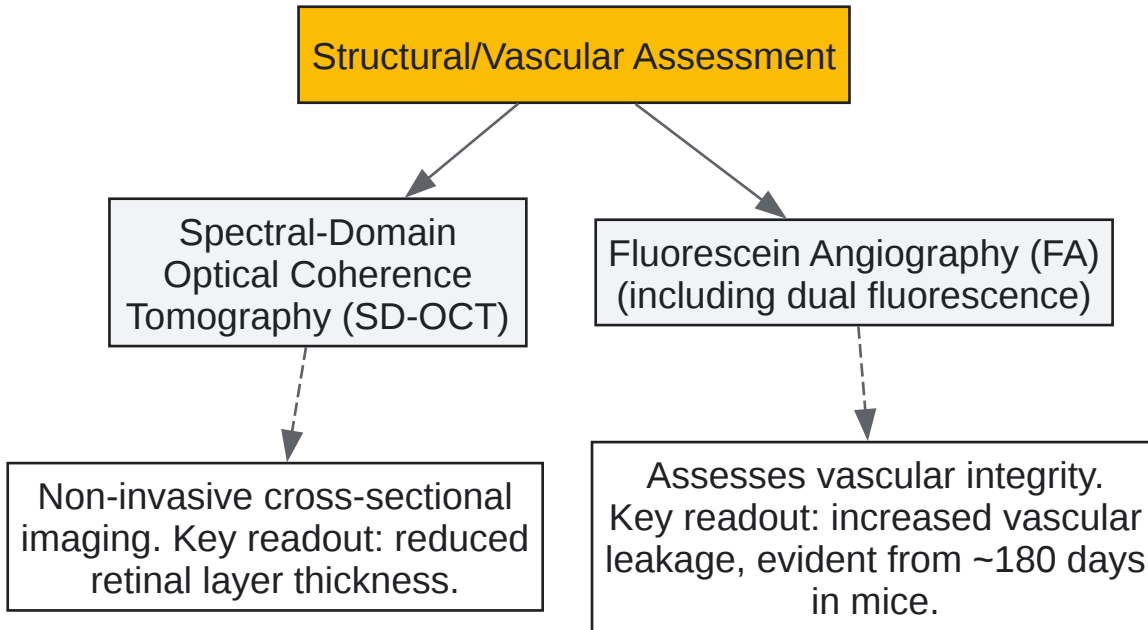 Structural/Vascular Assessment
Spectral-Domain
Optical Coherence
Tomography (SD-OCT)
Fluorescein Angiography (FA)
(including dual fluorescence)
Non-invasive cross-sectional
imaging. Key readout: reduced
retinal layer thickness.
Assesses vascular integrity.
Key readout: increased vascular
leakage, evident from ~180 days
in mice.